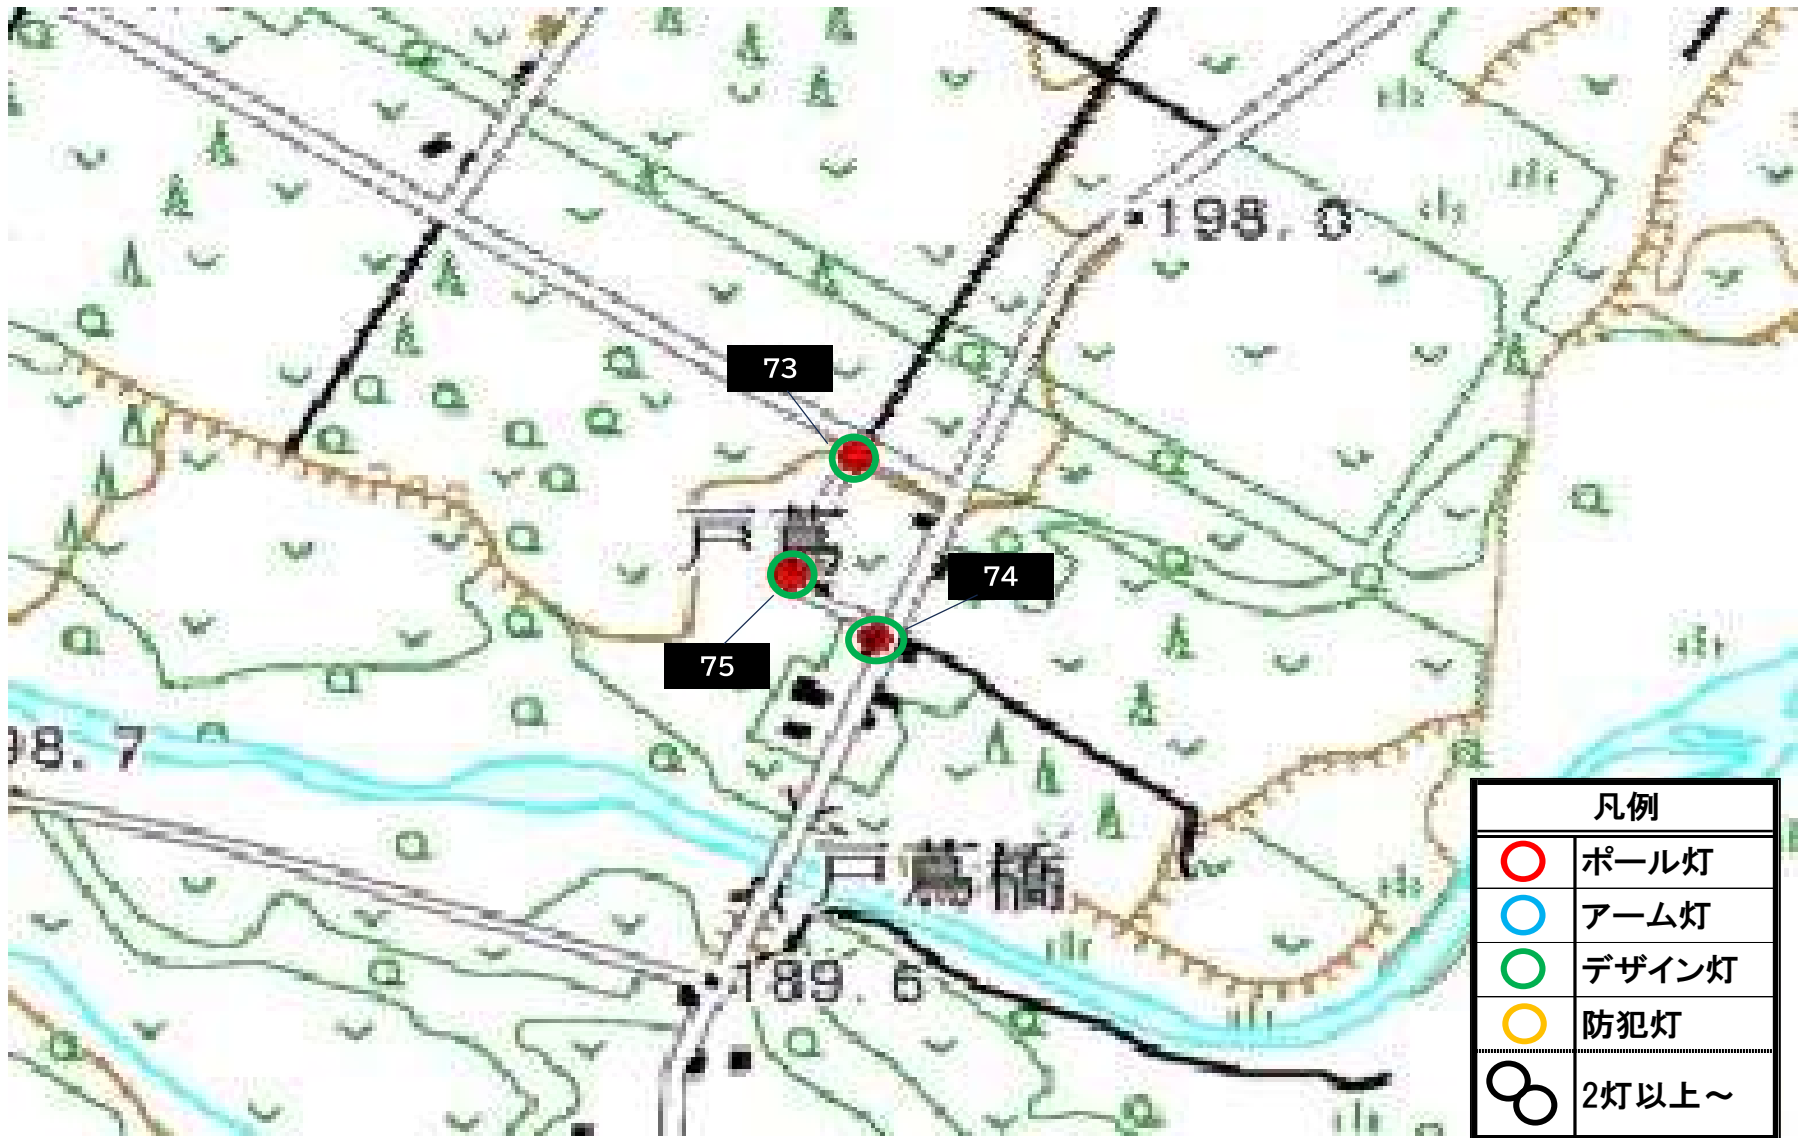 198.0
73
戸蔦
74
75
98.7
戸蔦橋
189.6
凡例
ポール灯
アーム灯
デザイン灯
防犯灯
2灯以上～